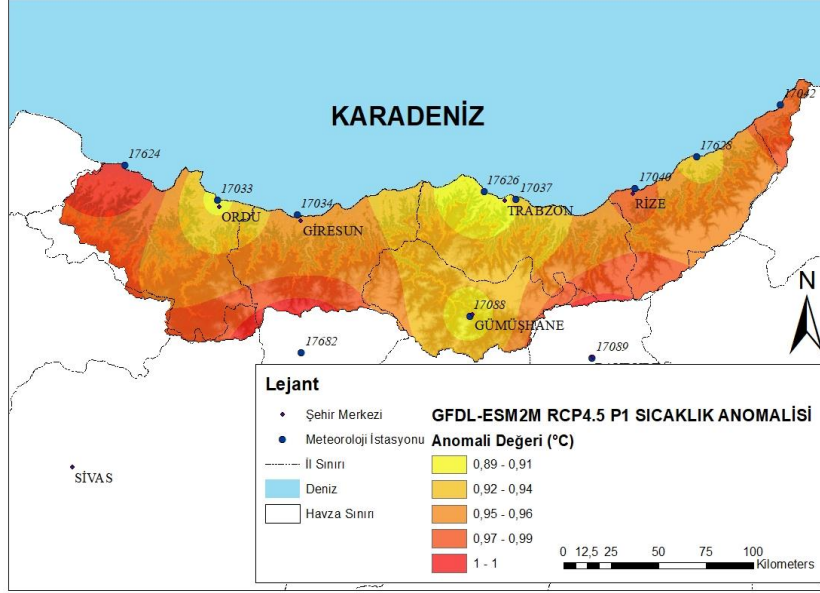 KARADENİZ
17042
17624
17628
17033
17626
17040
17037
17034
ORDU
TRABZON
RİZE
GİRESUN
N
17088
GÜMÜŞHANE
17682
17089
SİVAS
Lejant
Şehir Merkezi
Meteoroloji İstasyonu
İl Sınırı
Deniz
Havza Sınırı
GFDL-ESM2M RCP4.5 P1 SICAKLIK ANOMALİSİ
Anomali Değeri (°C)
0,89 - 0,91
0,92 - 0,94
0,95 - 0,96
0,97 - 0,99
1 - 1
0 12,5 25 50 75 100
Kilometers